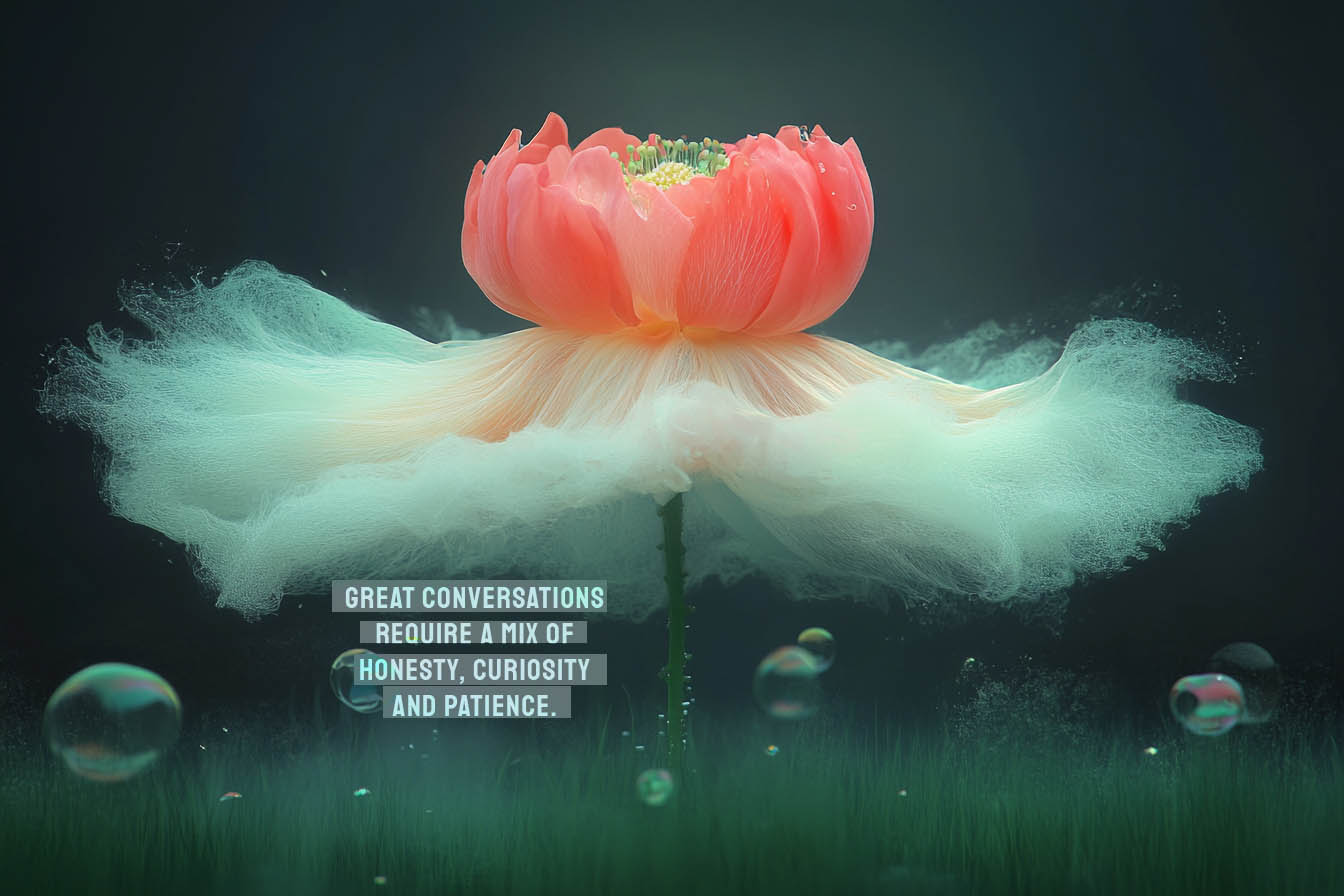 GREAT CONVERSATIONS
REQUIRE A MIX OF
HONESTY, CURIOSITY
AND PATIENCE.